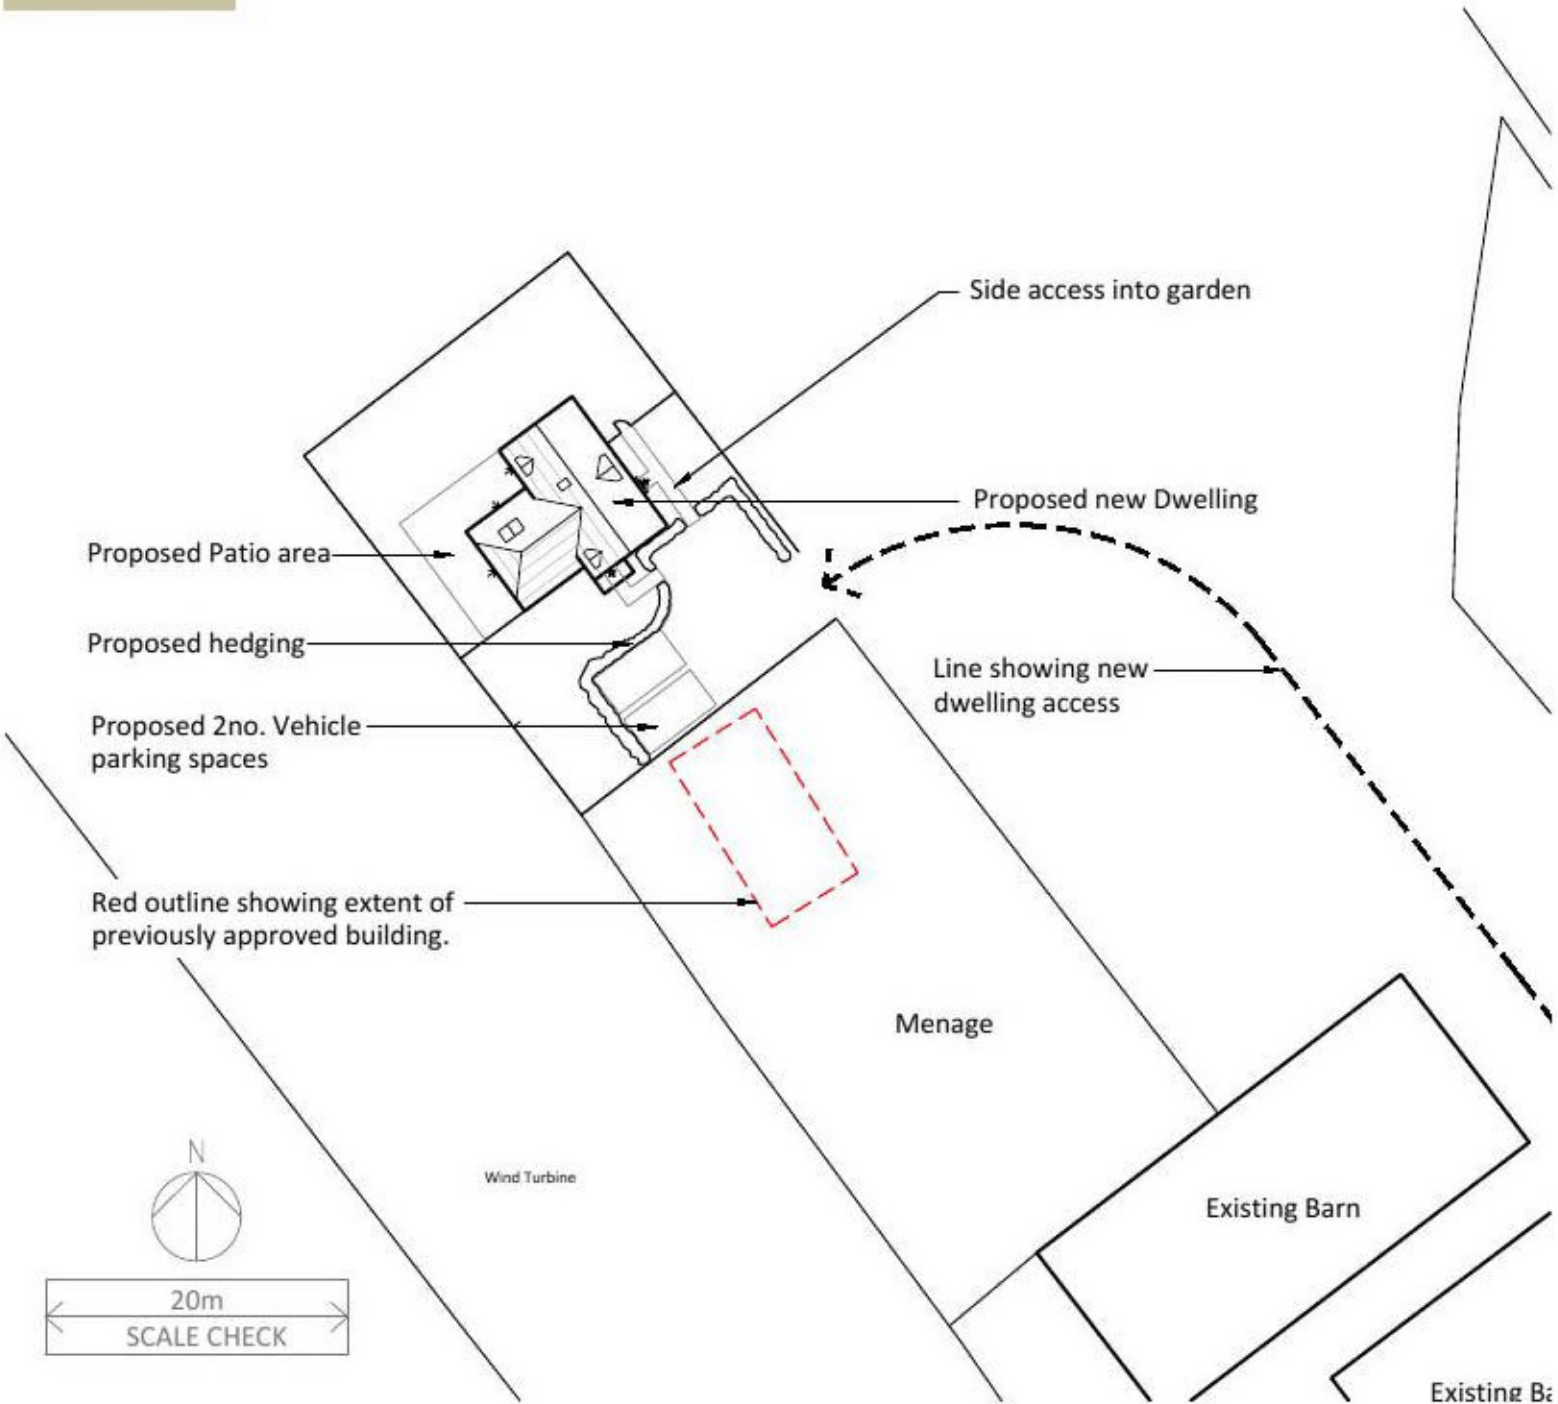 Side access into garden
Proposed new Dwelling
Proposed Patio area
Proposed hedging
Line showing new
dwelling access
Proposed 2no. Vehicle
parking spaces
Red outline showing extent of
previously approved building.
Menage
Wind Turbine
Existing Barn
N
20m
SCALE CHECK
Existing